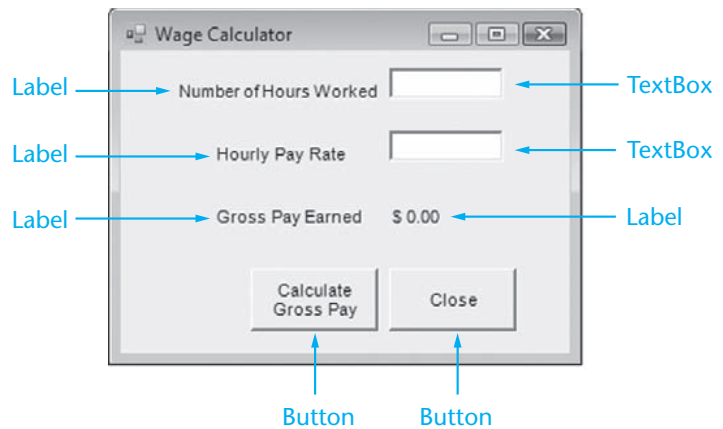 Wage Calculator
Label Number of Hours Worked TextBox
Label Hourly Pay Rate TextBox
Label Gross Pay Earned $ 0.00 Label
Calculate
Gross Pay
Close
Button Button